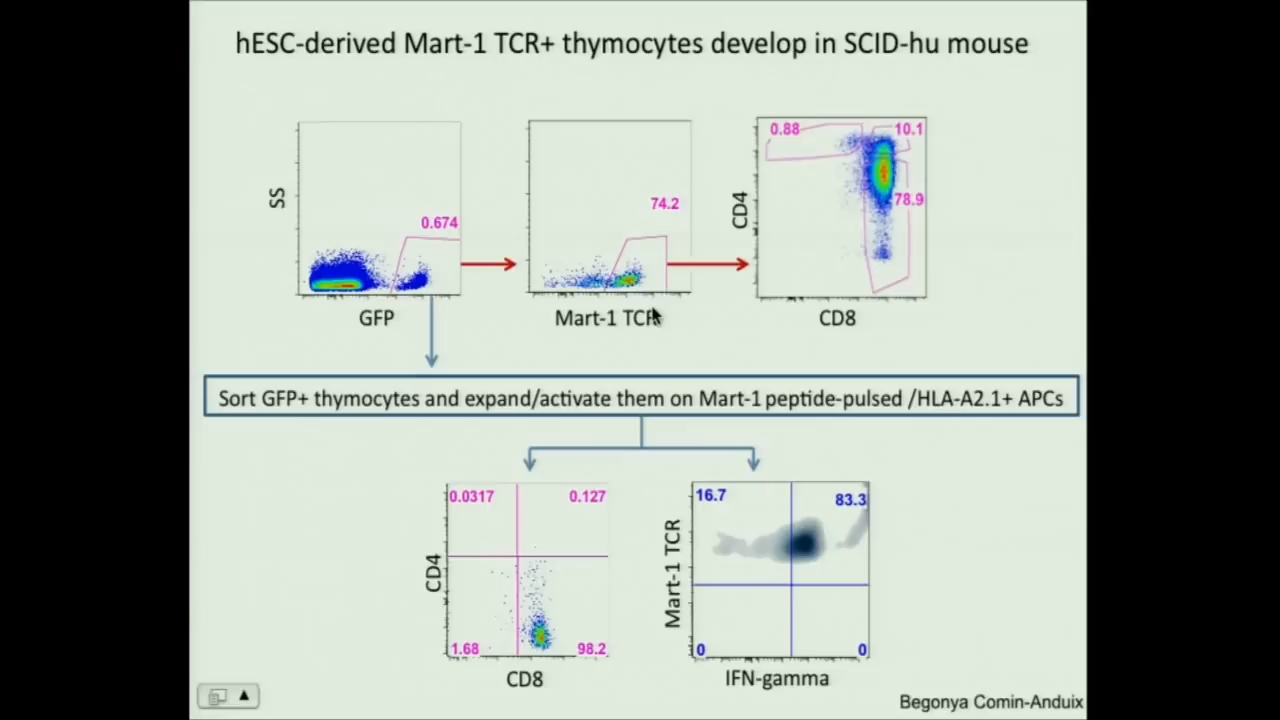 hESC-derived Mart-1 TCR+ thymocytes develop in SCID-hu mouse
SS
0.674
GFP
74.2
Mart-1 TCR
CD4
0.88
10.1
78.9
CD8
Sort GFP+ thymocytes and expand/activate them on Mart-1 peptide-pulsed /HLA-A2.1+ APCs
CD4
0.0317
0.127
1.68
98.2
CD8
Mart-1 TCR
16.7
83.3
0
0
IFN-gamma
Begonya Comin-Anduix